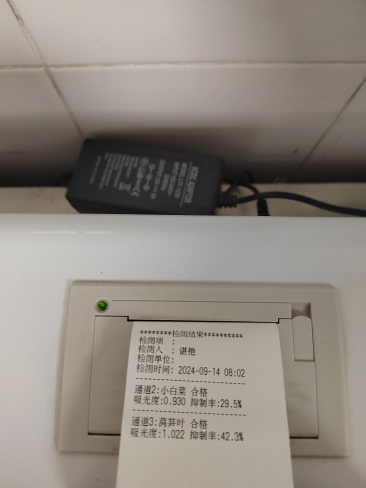 ********检测结果**********
检测项 :
检测人 : 谌艳
检测单位:
检测时间: 2024-09-14 08:02
通道2:小白菜 合格
吸光度:0.930 抑制率:29.5%
通道3:莴笋叶 合格
吸光度:1.022 抑制率:42.3%